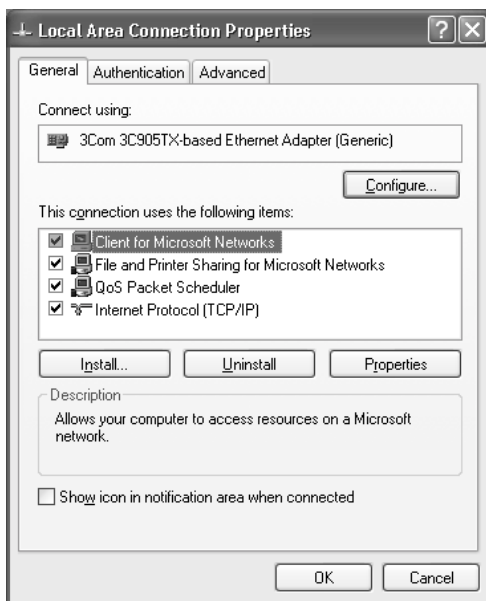 Local Area Connection Properties
General Authentication Advanced
Connect using:
3Com 3C905TX-based Ethernet Adapter (Generic)
Configure...
This connection uses the following items:
Client for Microsoft Networks
File and Printer Sharing for Microsoft Networks
QoS Packet Scheduler
Internet Protocol (TCP/IP)
Install... Uninstall Properties
Description
Allows your computer to access resources on a Microsoft
network.
Show icon in notification area when connected
OK Cancel